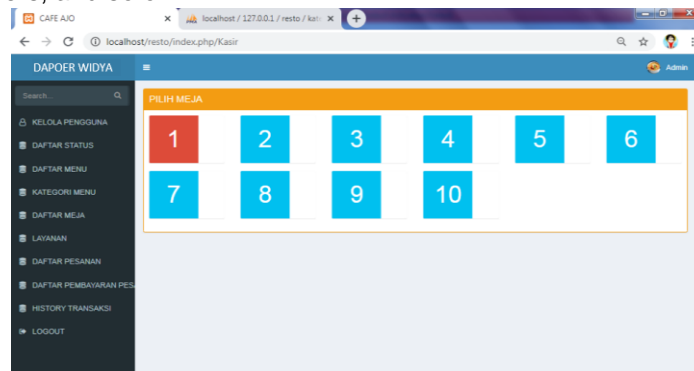 CAFE AJO
localhost / 127.0.0.1 / resto / kate
localhost/resto/index.php/Kasir
DAPOER WIDYA
Admin
Search...
PILIH MEJA
KELOLA PENGGUNA
DAFTAR STATUS
DAFTAR MENU
KATEGORI MENU
DAFTAR MEJA
LAYANAN
DAFTAR PESANAN
DAFTAR PEMBAYARAN PES
HISTORY TRANSAKSI
LOGOUT
1 2 3 4 5 6
7 8 9 10